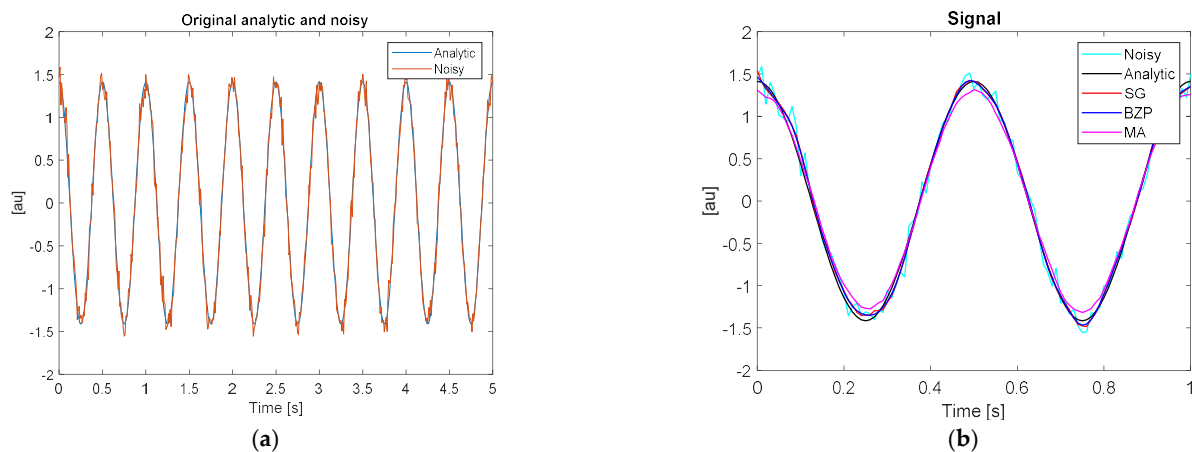 Original analytic and noisy
2
1.5
1
0.5
0
-0.5
-1
-1.5
-2
[au]
Analytic
Noisy
0 0.5 1 1.5 2 2.5 3 3.5 4 4.5 5
Time [s]
(a)
Signal
2
1.5
1
0.5
0
-0.5
-1
-1.5
-2
[au]
Noisy
Analytic
SG
BZP
MA
0 0.2 0.4 0.6 0.8 1
Time [s]
(b)